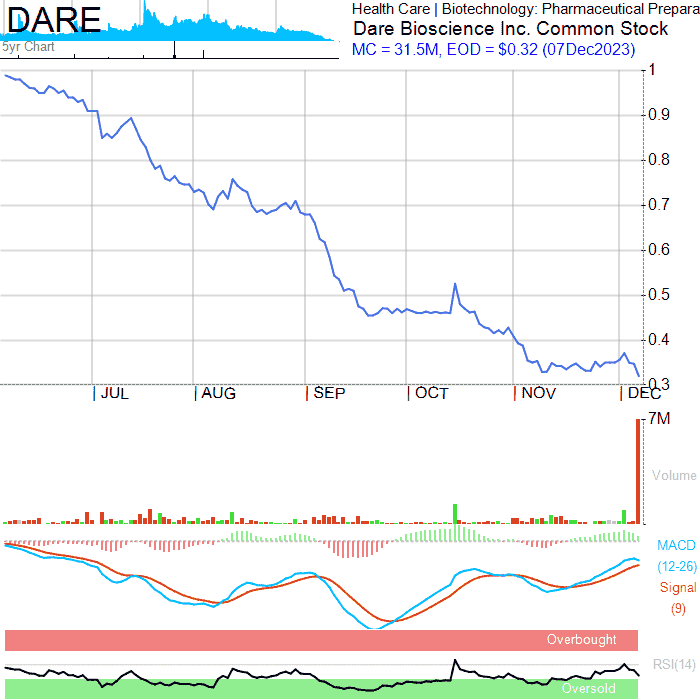 DARE
5yr Chart
Health Care | Biotechnology: Pharmaceutical Prepara
Dare Bioscience Inc. Common Stock
MC = 31.5M, EOD = $0.32 (07Dec2023)
1
0.9
0.8
0.7
0.6
0.5
0.4
0.3
JUL AUG SEP OCT NOV DEC
7M
Volume
MACD
(12-26)
Signal
(9)
Overbought
RSI(14)
Oversold